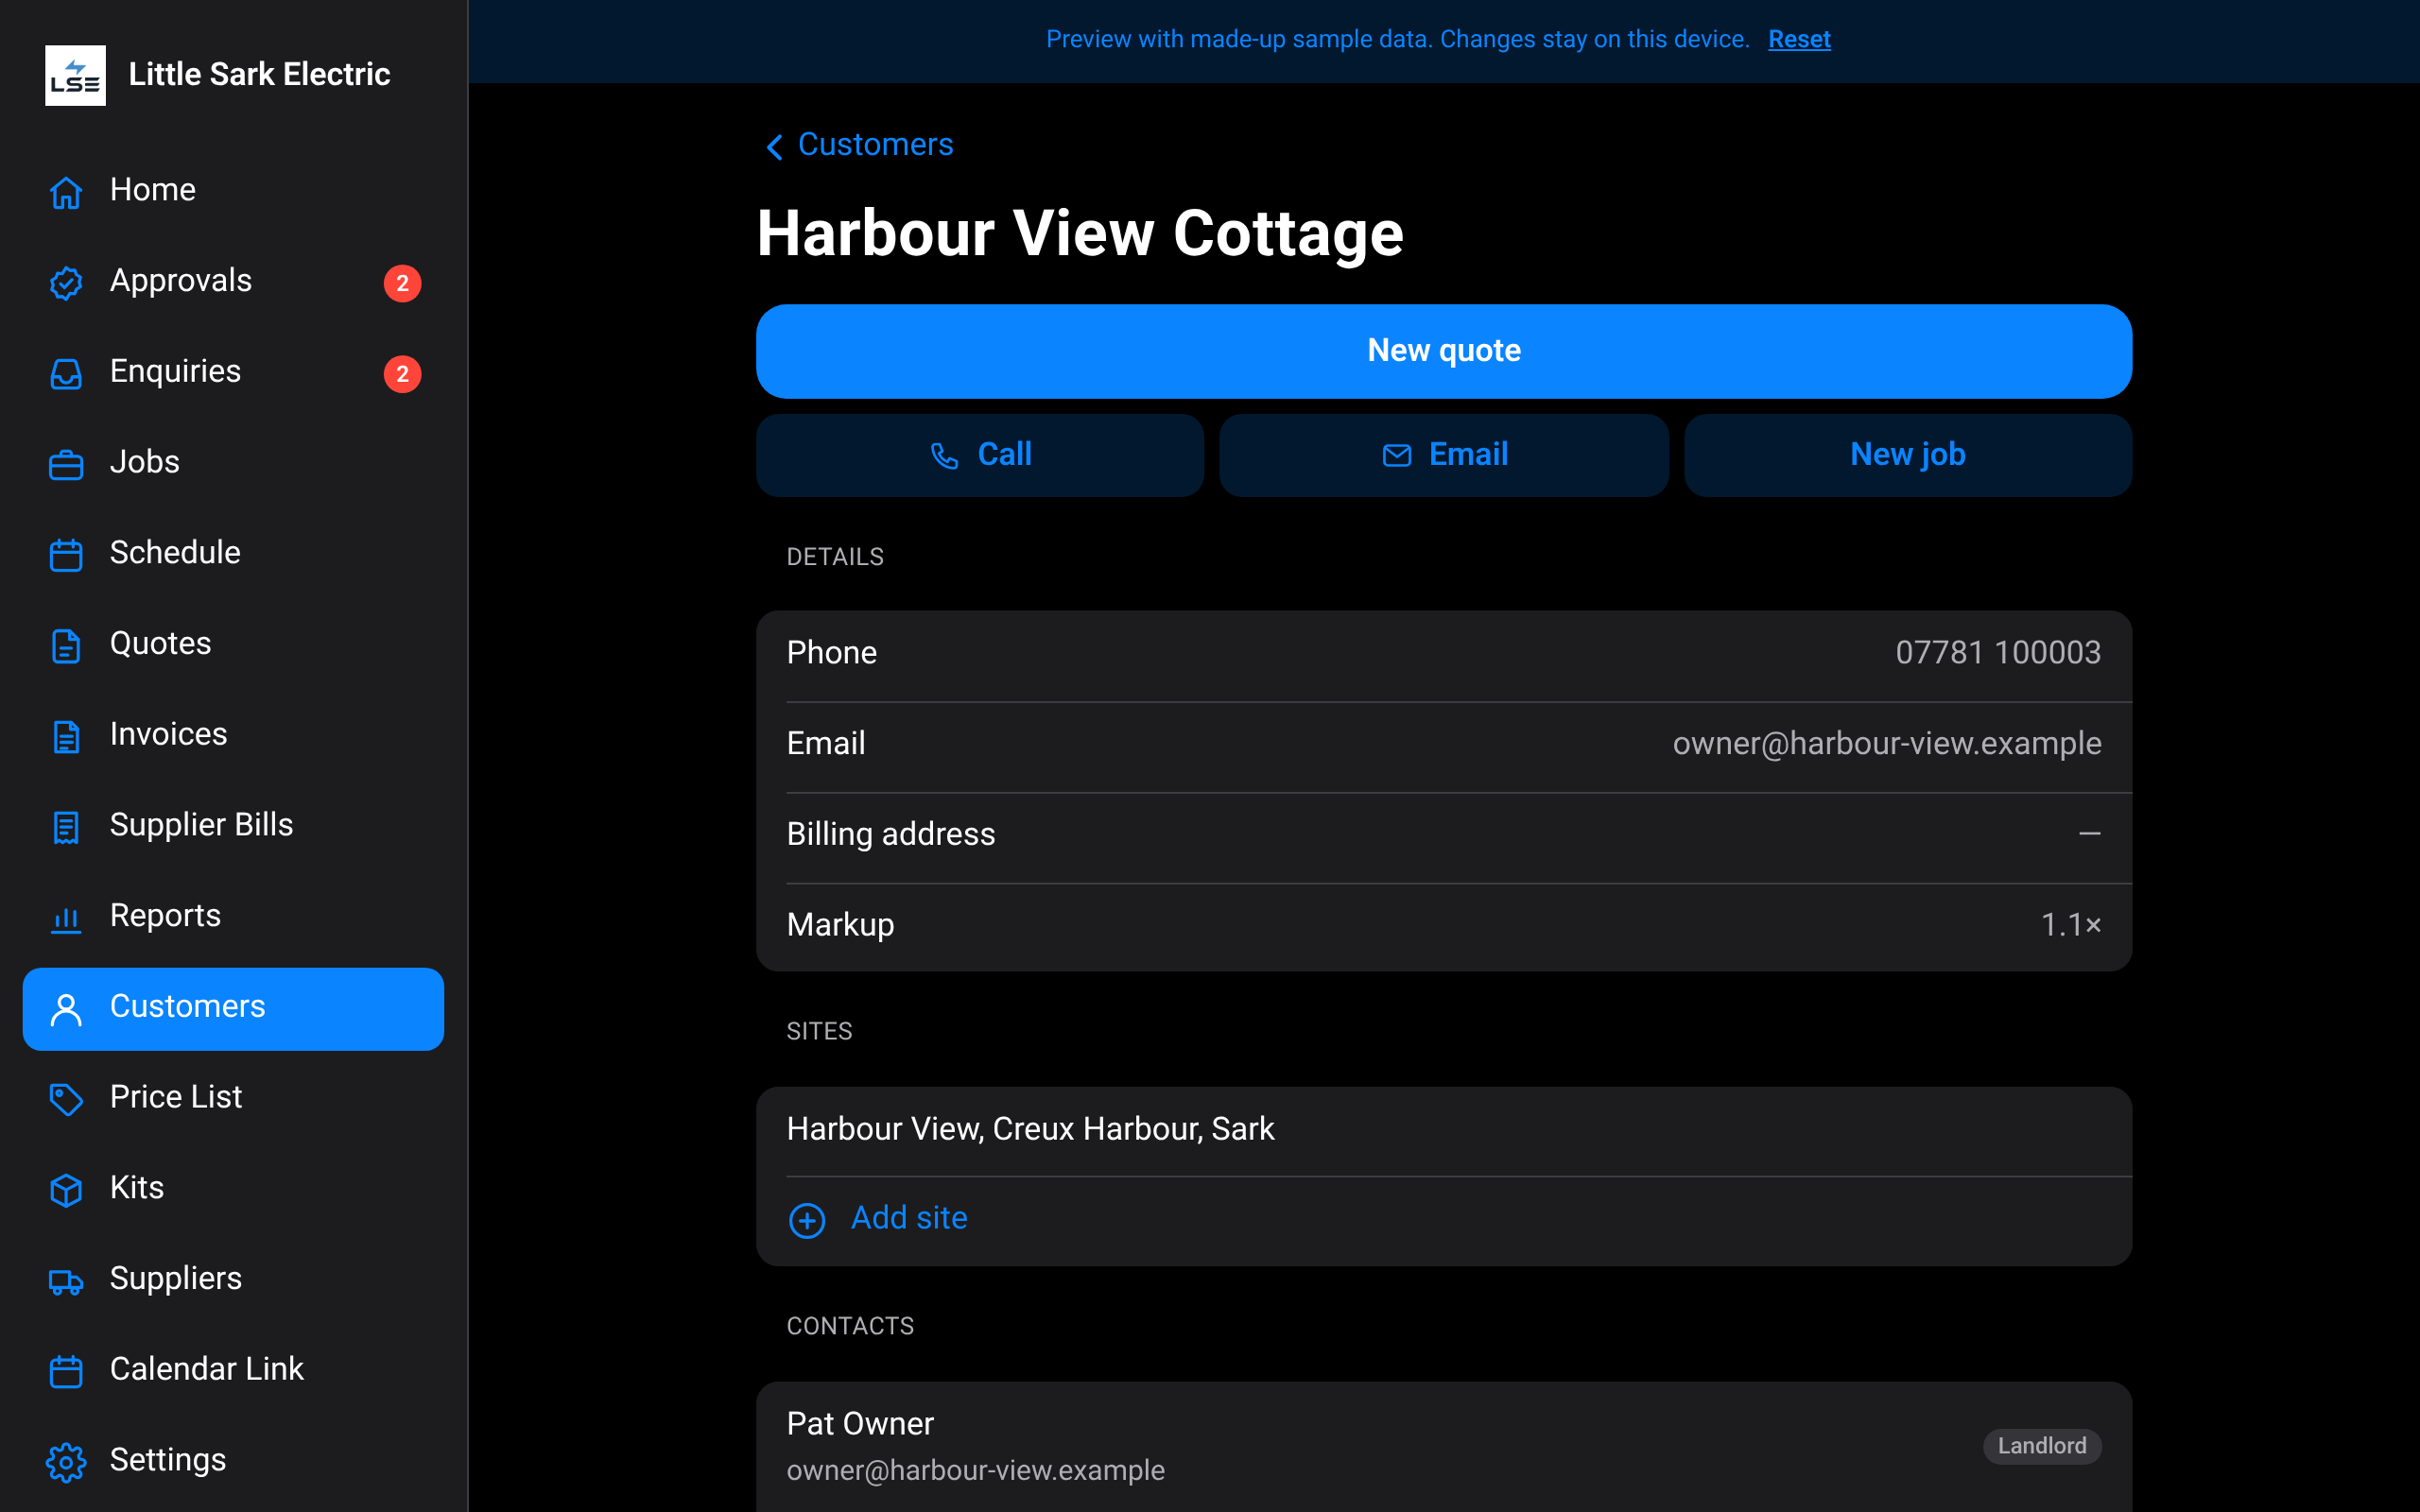 LSE
Little Sark Electric
Home
Approvals
2
Enquiries
2
Jobs
Schedule
Quotes
Invoices
Supplier Bills
Reports
Customers
Price List
Kits
Suppliers
Calendar Link
Settings
Preview with made-up sample data. Changes stay on this device. Reset
Customers
Harbour View Cottage
New quote
Call
Email
New job
DETAILS
Phone
07781 100003
Email
owner@harbour-view.example
Billing address
—
Markup
1.1×
SITES
Harbour View, Creux Harbour, Sark
Add site
CONTACTS
Pat Owner
owner@harbour-view.example
Landlord